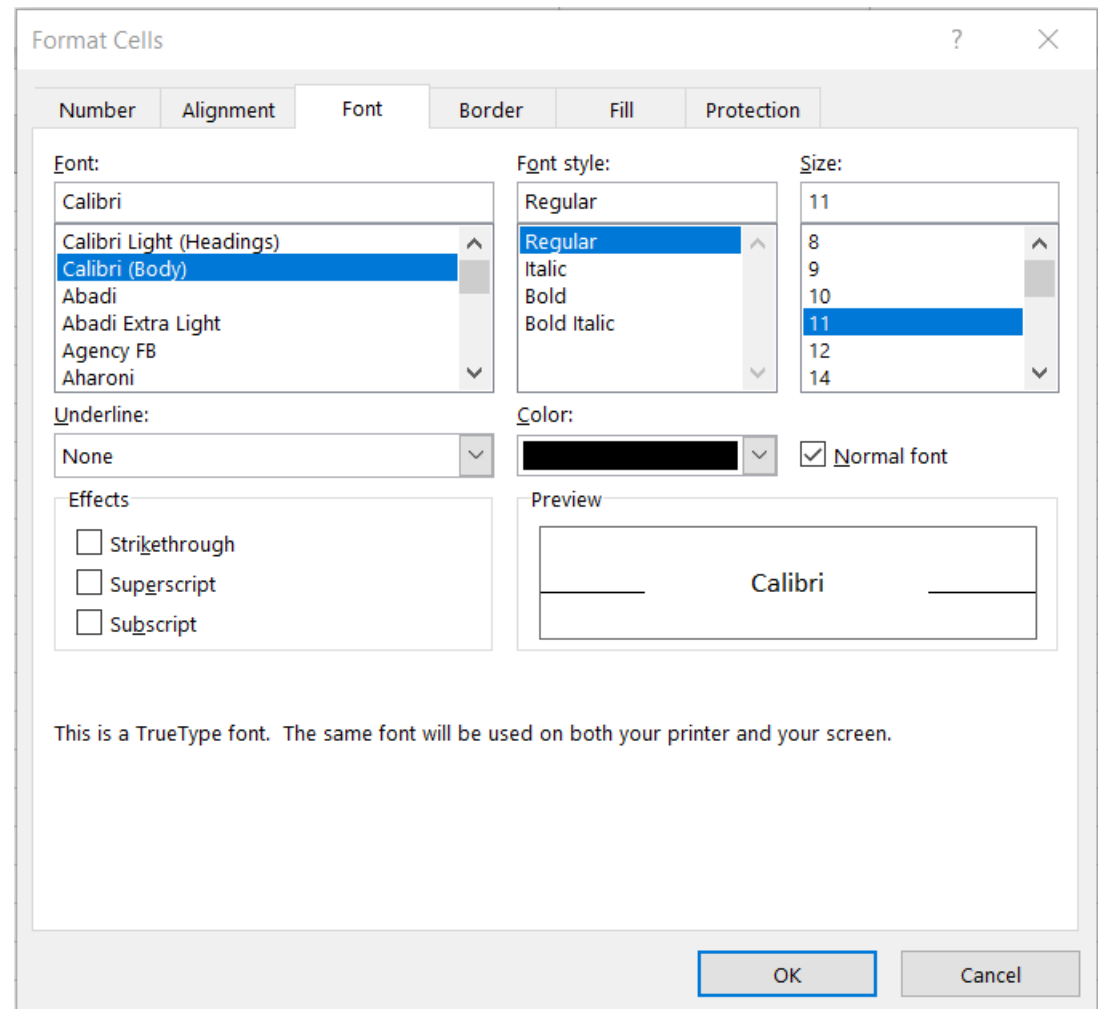 Format Cells ?
Number Alignment Font Border Fill Protection
Font: Font style: Size:
Calibri Regular 11
Calibri Light (Headings) Regular 8
Calibri (Body) Italic 9
Abadi Bold 10
Abadi Extra Light Bold Italic 11
Agency FB 12
Aharoni 14
Underline: Color:
None Normal font
Effects Preview
Strikethrough
Superscript Calibri
Subscript
This is a TrueType font.  The same font will be used on both your printer and your screen.
OK Cancel